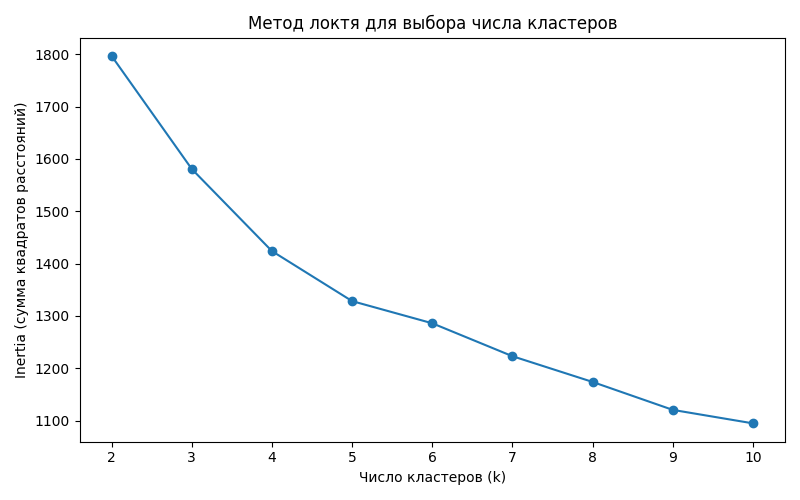 Метод локтя для выбора числа кластеров
Inertia (сумма квадратов расстояний)
1800
1700
1600
1500
1400
1300
1200
1100
2 3 4 5 6 7 8 9 10
Число кластеров (k)